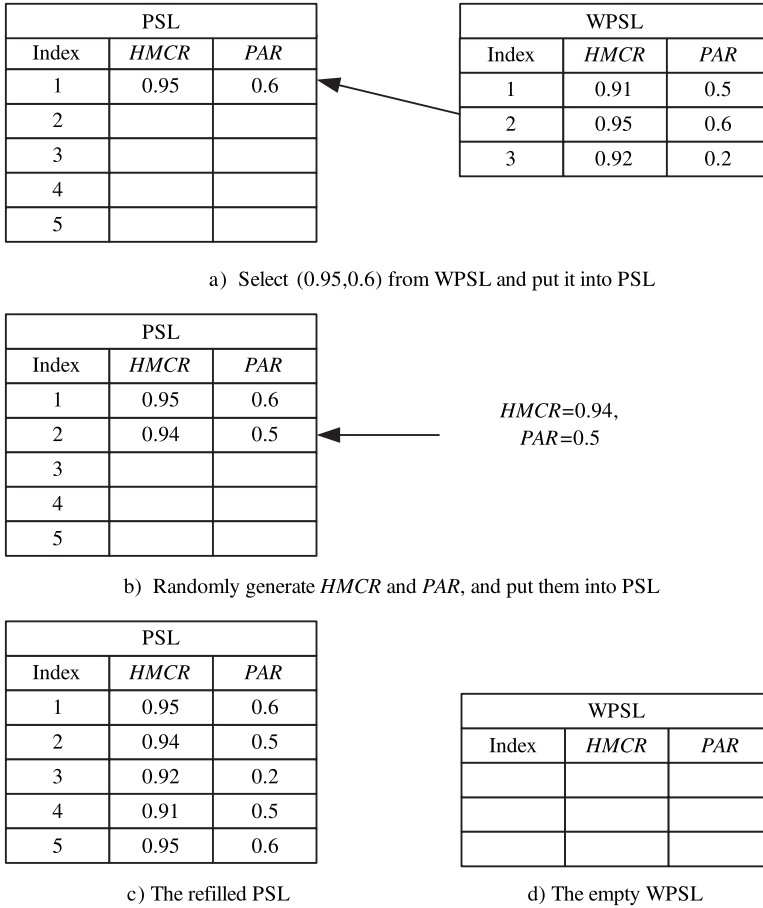 PSL
Index HMCR PAR
1 0.95 0.6
2
3
4
5
WPSL
Index HMCR PAR
1 0.91 0.5
2 0.95 0.6
3 0.92 0.2
a) Select (0.95,0.6) from WPSL and put it into PSL
PSL
Index HMCR PAR
1 0.95 0.6
2 0.94 0.5
3
4
5
HMCR=0.94,
PAR=0.5
b) Randomly generate HMCR and PAR, and put them into PSL
PSL
Index HMCR PAR
1 0.95 0.6
2 0.94 0.5
3 0.92 0.2
4 0.91 0.5
5 0.95 0.6
c) The refilled PSL
WPSL
Index HMCR PAR
d) The empty WPSL